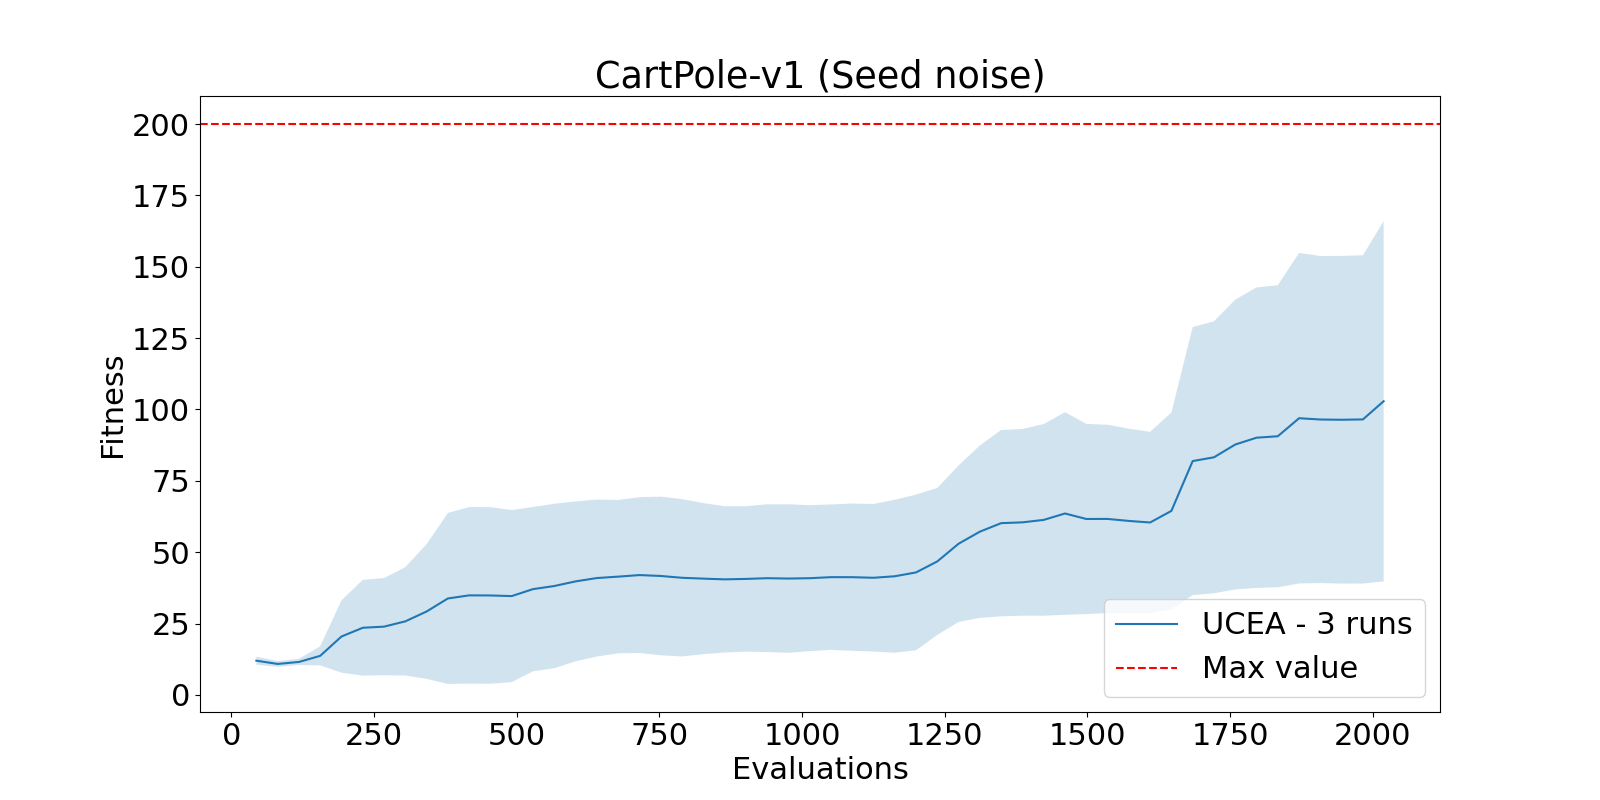 CartPole-v1 (Seed noise)
200
175
150
125
100
75
50
25
0
Fitness
0 250 500 750 1000 1250 1500 1750 2000
Evaluations
UCEA - 3 runs
Max value